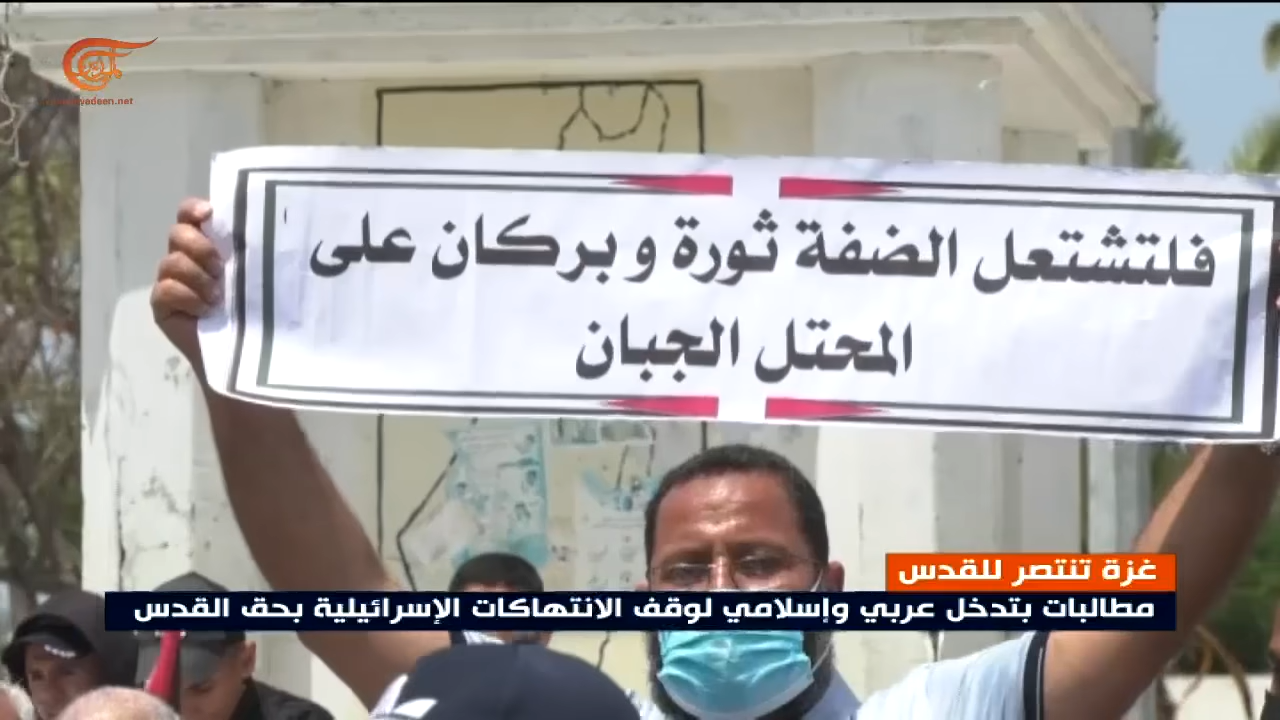 فلتشتعل الضفة ثورة و بركان على
المحتل الجبان
غزة تنتصر للقدس
مطالبات بتدخل عربي وإسلامي لوقف الانتهاكات الإسرائيلية بحق القدس